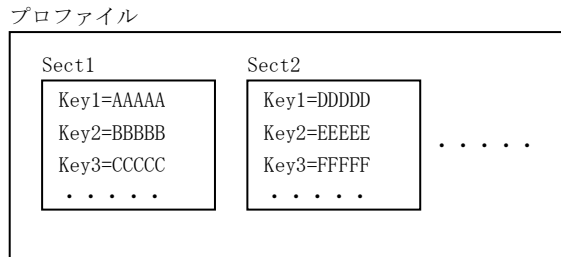 プロファイル
Sect1
Key1=AAAAA
Key2=BBBBB
Key3=CCCCC
・・・・・
Sect2
Key1=DDDDD
Key2=EEEEE
Key3=FFFFF
・・・・・
・・・・・